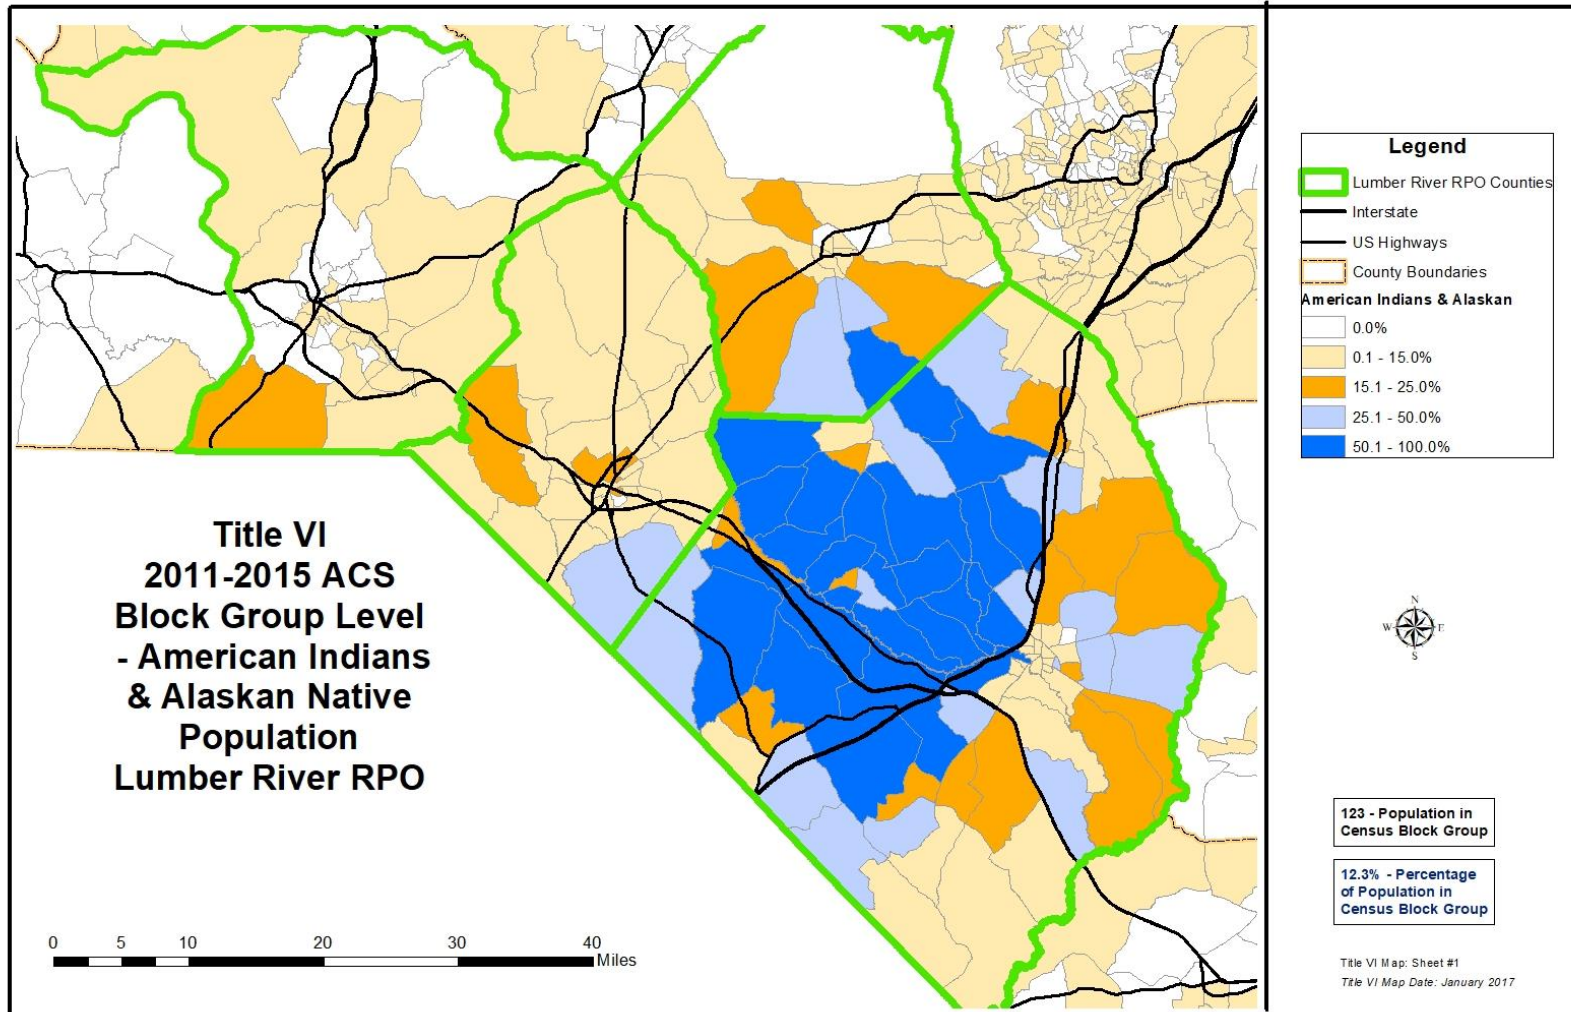 Title VI
2011-2015 ACS
Block Group Level
- American Indians
& Alaskan Native
Population
Lumber River RPO
0 5 10 20 30 40
Miles
Legend
Lumber River RPO Counties
Interstate
US Highways
County Boundaries
American Indians & Alaskan
0.0%
0.1 - 15.0%
15.1 - 25.0%
25.1 - 50.0%
50.1 - 100.0%
N
W E
S
123 - Population in
Census Block Group
12.3% - Percentage
of Population in
Census Block Group
Title VI Map: Sheet #1
Title VI Map Date: January 2017